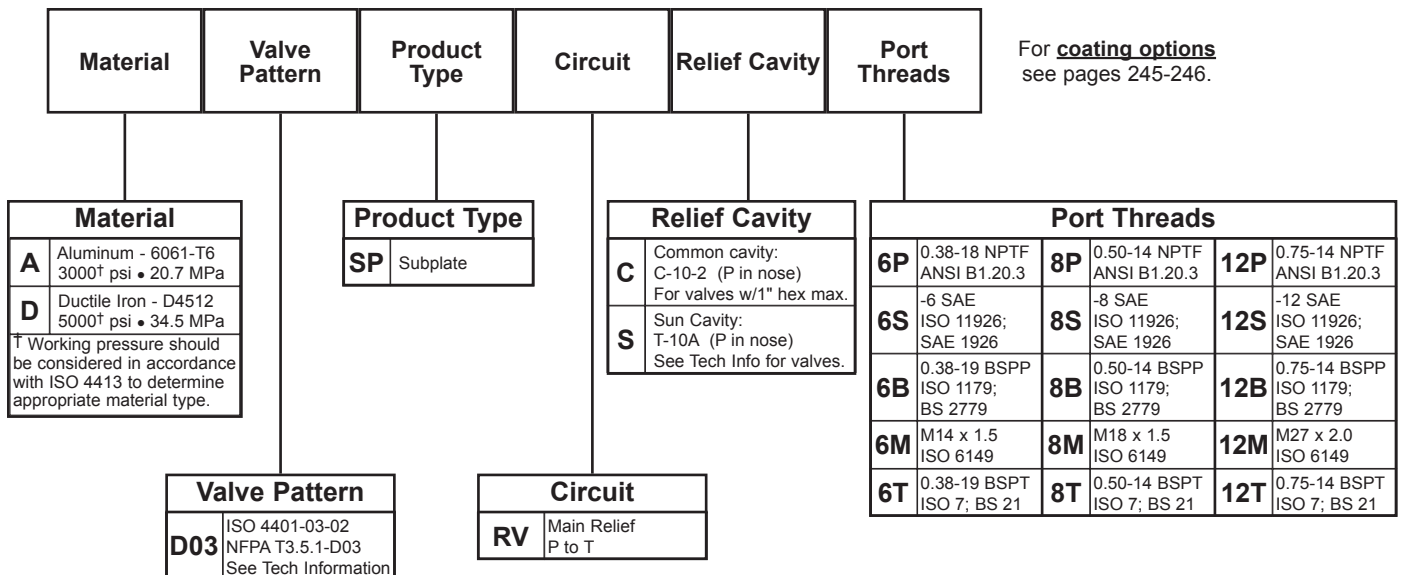 Material
Valve
Pattern
Product
Type
Circuit
Relief Cavity
Port
Threads
For coating options
see pages 245-246.
Material
A
Aluminum - 6061-T6
3000† psi • 20.7 MPa
D
Ductile Iron - D4512
5000† psi • 34.5 MPa
† Working pressure should
be considered in accordance
with ISO 4413 to determine
appropriate material type.
Product Type
SP
Subplate
Relief Cavity
C
Common cavity:
C-10-2 (P in nose)
For valves w/1" hex max.
S
Sun Cavity:
T-10A (P in nose)
See Tech Info for valves.
Port Threads
6P
0.38-18 NPTF
ANSI B1.20.3
8P
0.50-14 NPTF
ANSI B1.20.3
12P
0.75-14 NPTF
ANSI B1.20.3
6S
-6 SAE
ISO 11926;
SAE 1926
8S
-8 SAE
ISO 11926;
SAE 1926
12S
-12 SAE
ISO 11926;
SAE 1926
6B
0.38-19 BSPP
ISO 1179;
BS 2779
8B
0.50-14 BSPP
ISO 1179;
BS 2779
12B
0.75-14 BSPP
ISO 1179;
BS 2779
6M
M14 x 1.5
ISO 6149
8M
M18 x 1.5
ISO 6149
12M
M27 x 2.0
ISO 6149
6T
0.38-19 BSPT
ISO 7; BS 21
8T
0.50-14 BSPT
ISO 7; BS 21
12T
0.75-14 BSPT
ISO 7; BS 21
Valve Pattern
D03
ISO 4401-03-02
NFPA T3.5.1-D03
See Tech Information
Circuit
RV
Main Relief
P to T